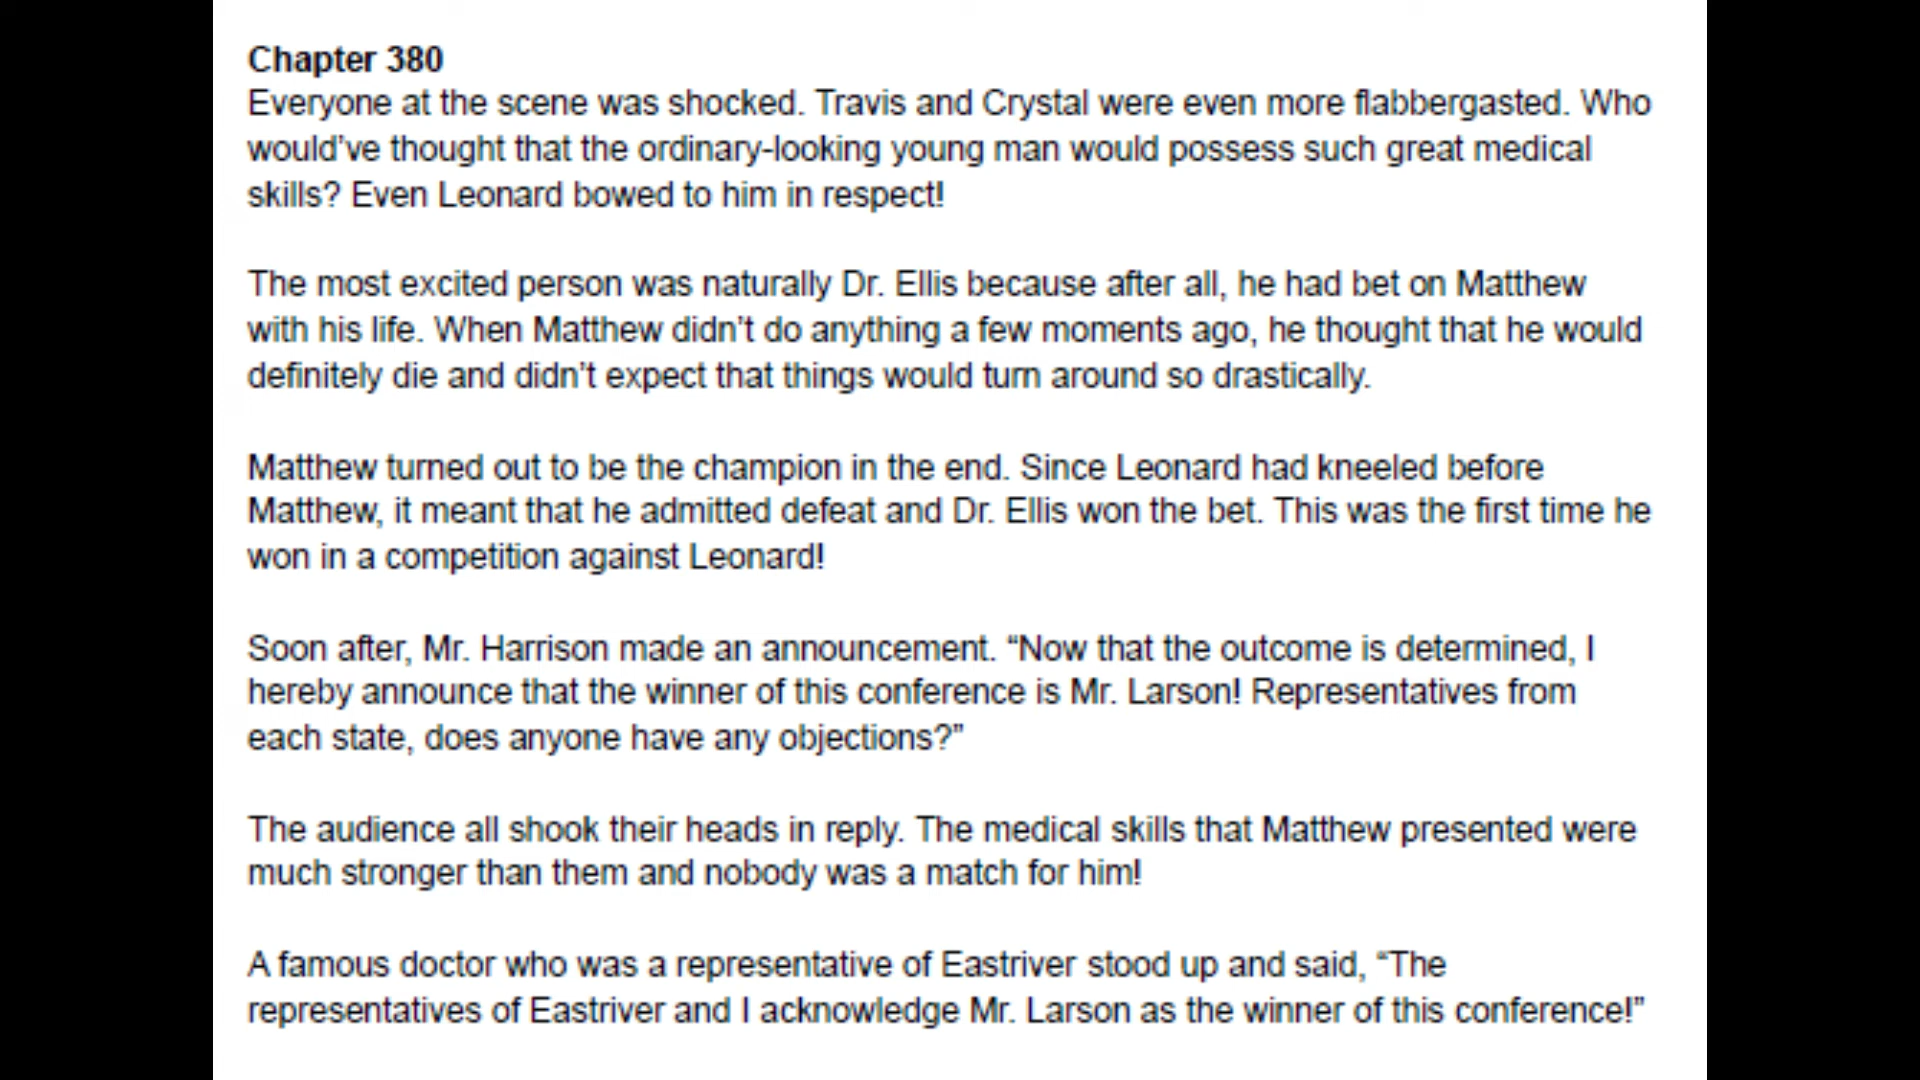 Chapter 380
Everyone at the scene was shocked. Travis and Crystal were even more flabbergasted. Who
would’ve thought that the ordinary-looking young man would possess such great medical
skills? Even Leonard bowed to him in respect!
The most excited person was naturally Dr. Ellis because after all, he had bet on Matthew
with his life. When Matthew didn’t do anything a few moments ago, he thought that he would
definitely die and didn’t expect that things would turn around so drastically.
Matthew turned out to be the champion in the end. Since Leonard had kneeled before
Matthew, it meant that he admitted defeat and Dr. Ellis won the bet. This was the first time he
won in a competition against Leonard!
Soon after, Mr. Harrison made an announcement. “Now that the outcome is determined, I
hereby announce that the winner of this conference is Mr. Larson! Representatives from
each state, does anyone have any objections?”
The audience all shook their heads in reply. The medical skills that Matthew presented were
much stronger than them and nobody was a match for him!
A famous doctor who was a representative of Eastriver stood up and said, “The
representatives of Eastriver and I acknowledge Mr. Larson as the winner of this conference!”